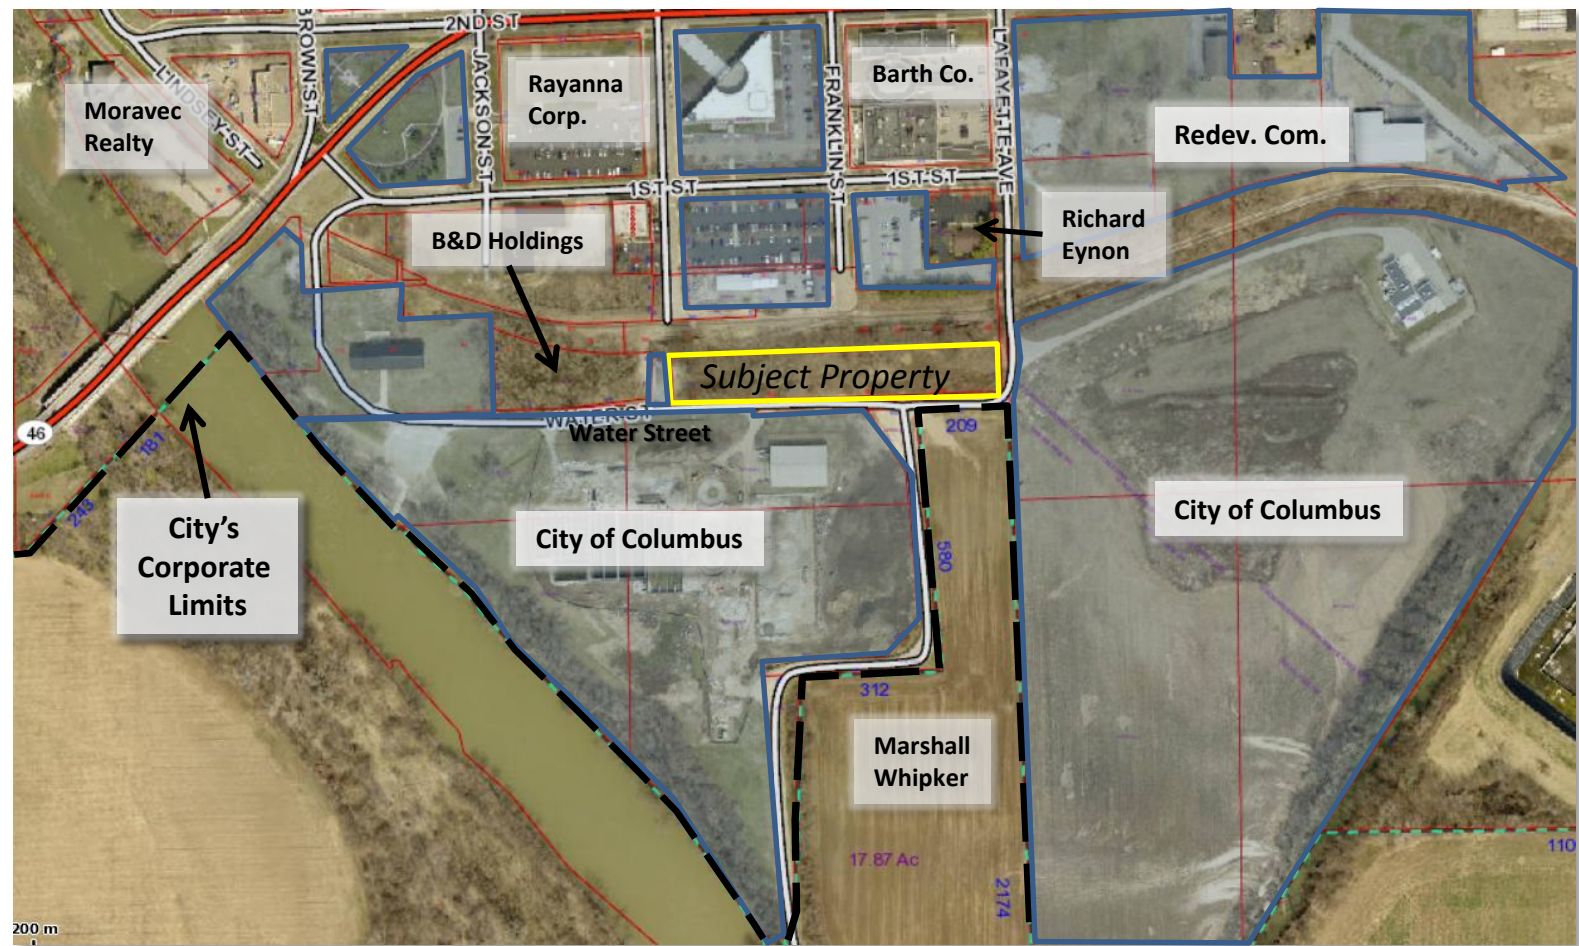 2ND ST
BROWN ST
LINDSEY ST
JACKSON ST
FRANKLIN ST
LAFAYETTE AVE
Moravec
Realty
Rayanna
Corp.
Barth Co.
Redev. Com.
1ST ST
1ST ST
B&D Holdings
Richard
Eynon
Subject Property
WATER ST
Water Street
46
181
243
209
City's
Corporate
Limits
City of Columbus
City of Columbus
580
312
Marshall
Whipker
17.87 Ac
2174
110
200 m